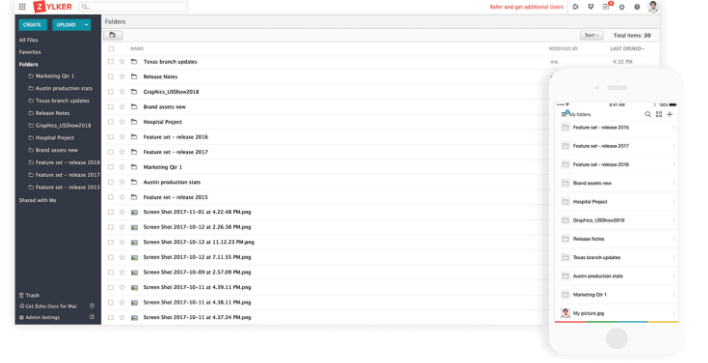 ZYLKER
Refer and get additional Users
CREATE UPLOAD
Folders
All Files
Favorites
Folders
Marketing Qtr 1
Austin production stats
Texas branch updates
Release Notes
Graphics_USShow2018
Hospital Project
Brand assets new
Feature set - release 2016
Feature set - release 2017
Feature set - release 2015
Shared with Me
Trash
Get Zoho Docs for Mac
Admin Settings
Sort
Total Items: 20
NAME MODIFIED BY LAST OPENED
Texas branch updates me 4:32 PM
Release Notes
Graphics_USShow2018
Brand assets new
Hospital Project
Feature set - release 2016
Feature set - release 2017
Marketing Qtr 1
Austin production stats
Feature set - release 2015
Screen Shot 2017-11-01 at 4.22.48 PM.png
Screen Shot 2017-10-12 at 2.26.38 PM.png
Screen Shot 2017-10-12 at 11.12.23 PM.png
Screen Shot 2017-10-12 at 7.11.55 PM.png
Screen Shot 2017-10-09 at 2.57.09 PM.png
Screen Shot 2017-10-11 at 4.39.11 PM.png
Screen Shot 2017-10-11 at 4.38.11 PM.png
Screen Shot 2017-10-11 at 4.37.24 PM.png
9:41 AM 100%
My folders
Feature set - release 2015
Feature set - release 2017
Feature set - release 2016
Brand assets new
Hospital Project
Graphics_USShow2018
Release Notes
Texas branch updates
Austin production stats
Marketing Qtr 1
My picture.jpg